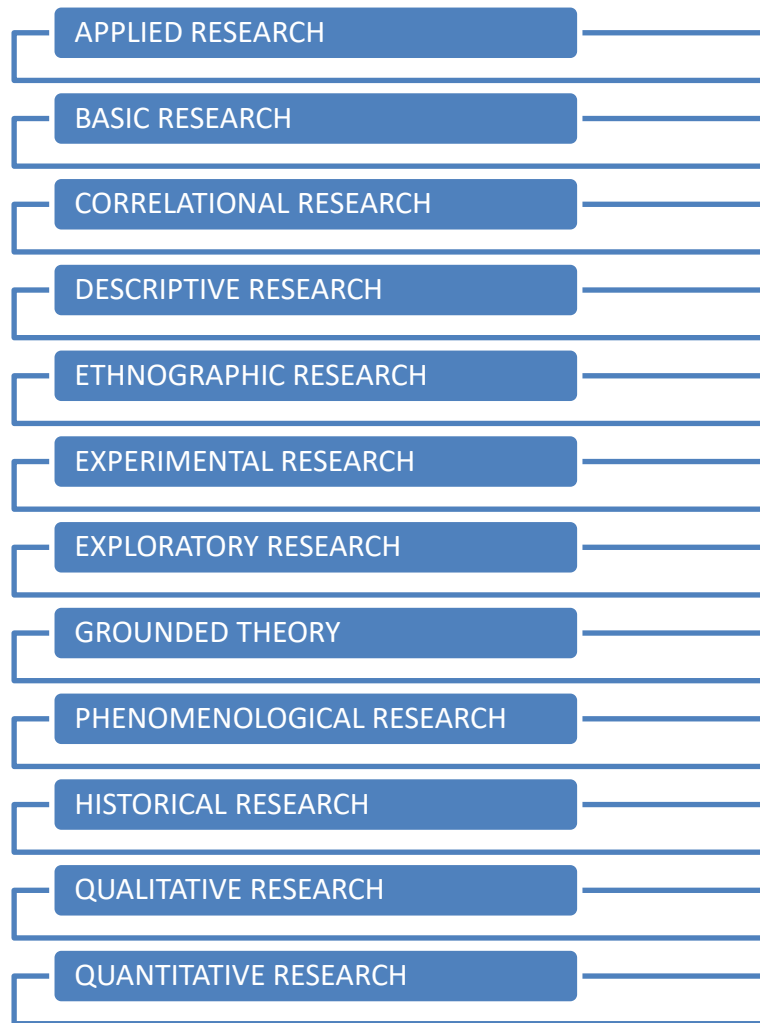 APPLIED RESEARCH
BASIC RESEARCH
CORRELATIONAL RESEARCH
DESCRIPTIVE RESEARCH
ETHNOGRAPHIC RESEARCH
EXPERIMENTAL RESEARCH
EXPLORATORY RESEARCH
GROUNDED THEORY
PHENOMENOLOGICAL RESEARCH
HISTORICAL RESEARCH
QUALITATIVE RESEARCH
QUANTITATIVE RESEARCH